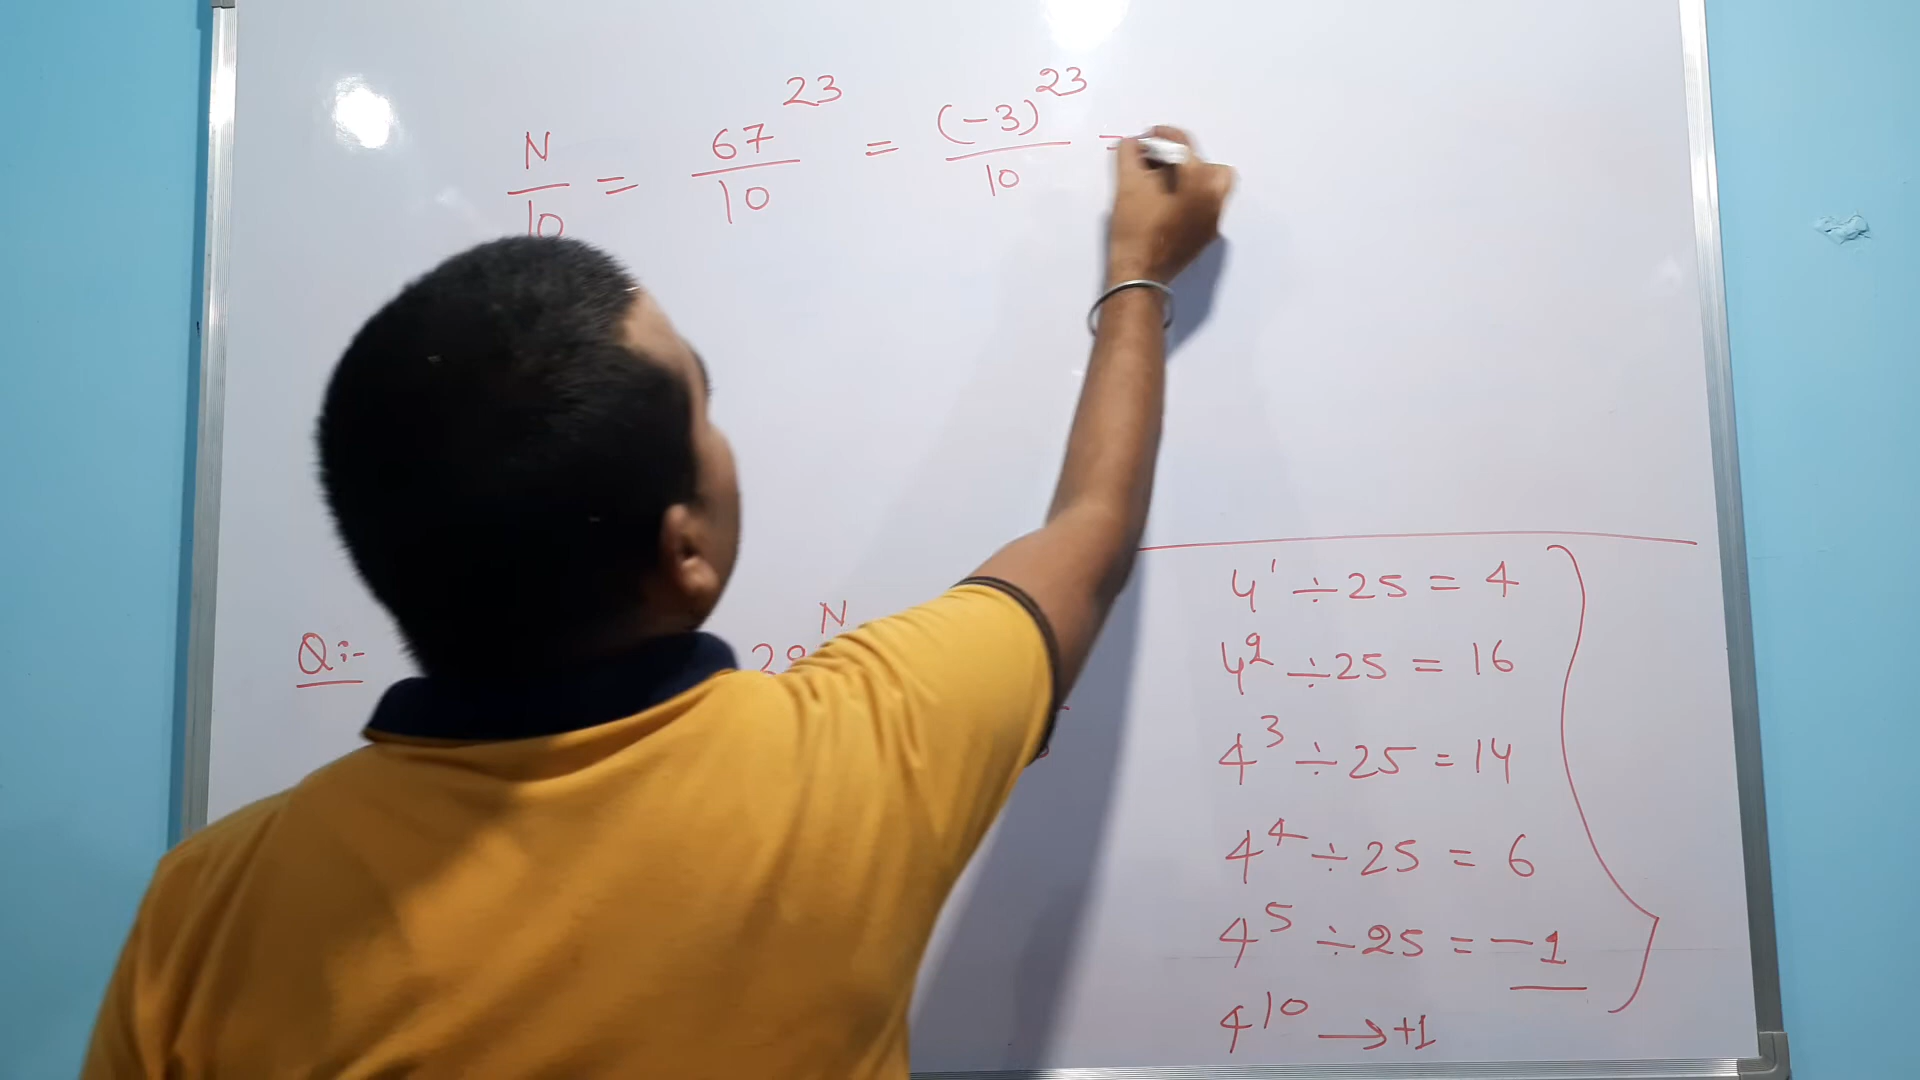 N/10 = 67^23/10 = (-3)^23/10 =
4^1 ÷ 25 = 4
Q:- 29^N
4^2 ÷ 25 = 16
4^3 ÷ 25 = 14
4^4 ÷ 25 = 6
4^5 ÷ 25 = -1
4^10 → +1